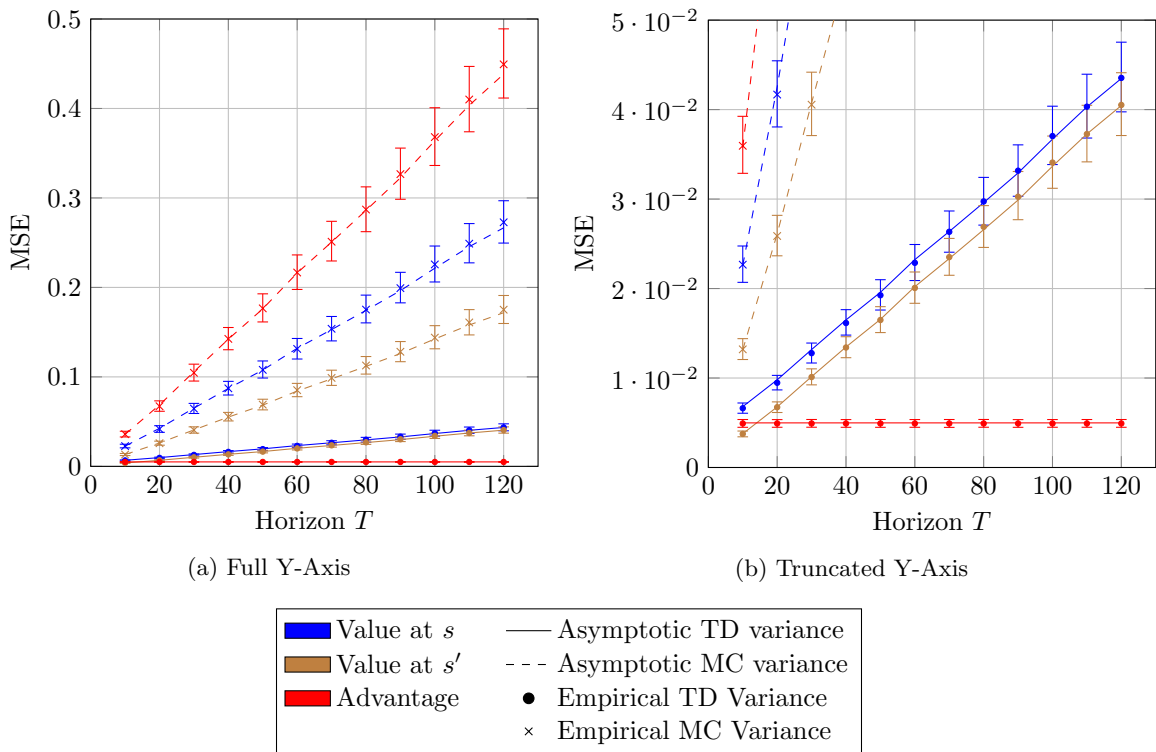 0.5
0.4
0.3
0.2
0.1
0
MSE
0 20 40 60 80 100 120
Horizon T
(a) Full Y-Axis
5 · 10⁻²
4 · 10⁻²
3 · 10⁻²
2 · 10⁻²
1 · 10⁻²
0
MSE
0 20 40 60 80 100 120
Horizon T
(b) Truncated Y-Axis
Value at s
Value at s′
Advantage
Asymptotic TD variance
Asymptotic MC variance
Empirical TD Variance
Empirical MC Variance